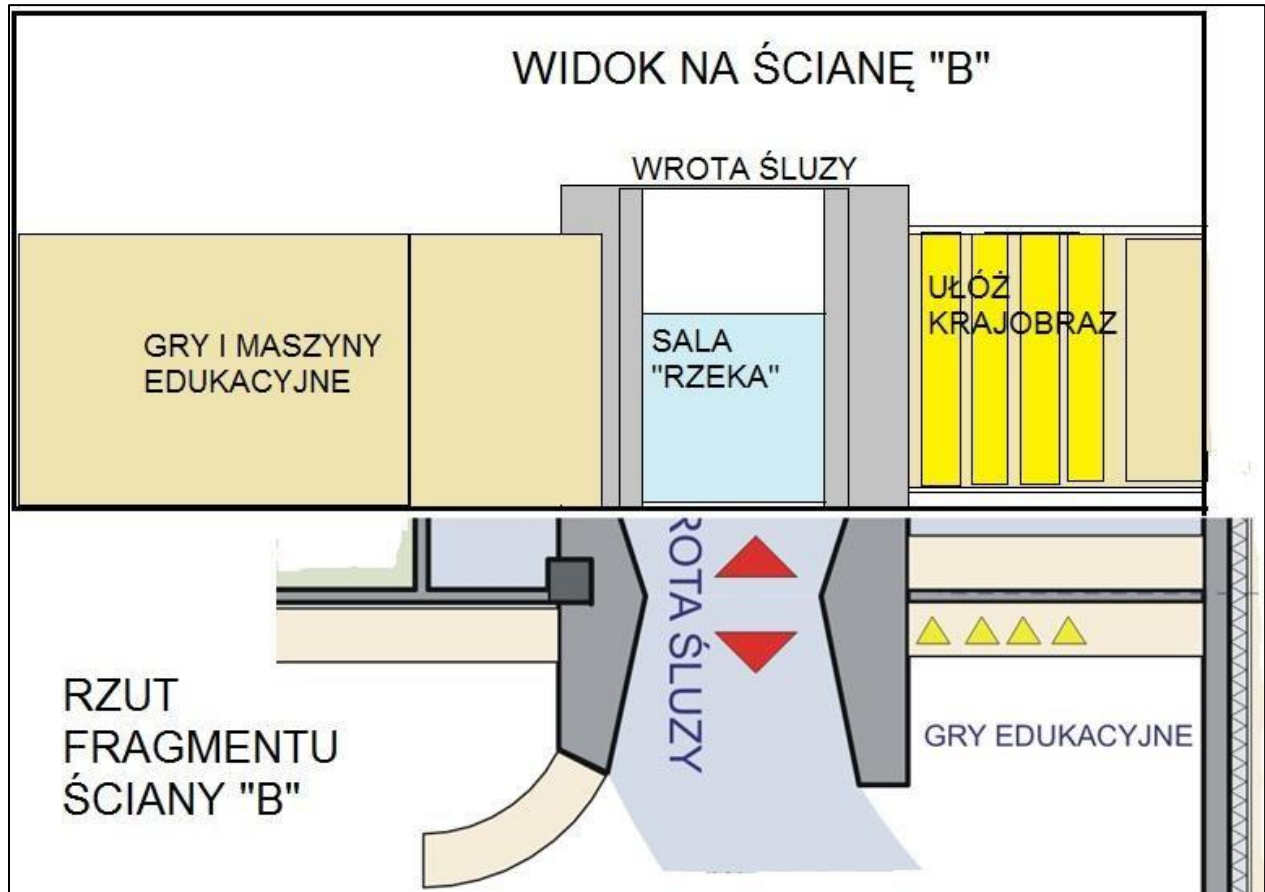 WIDOK NA ŚCIANĘ "B"
WROTA ŚLUZY
GRY I MASZYNY
EDUKACYJNE
SALA
"RZEKA"
UŁÓŻ
KRAJOBRAZ
ROTA ŚLUZY
RZUT
FRAGMENTU
ŚCIANY "B"
GRY EDUKACYJNE